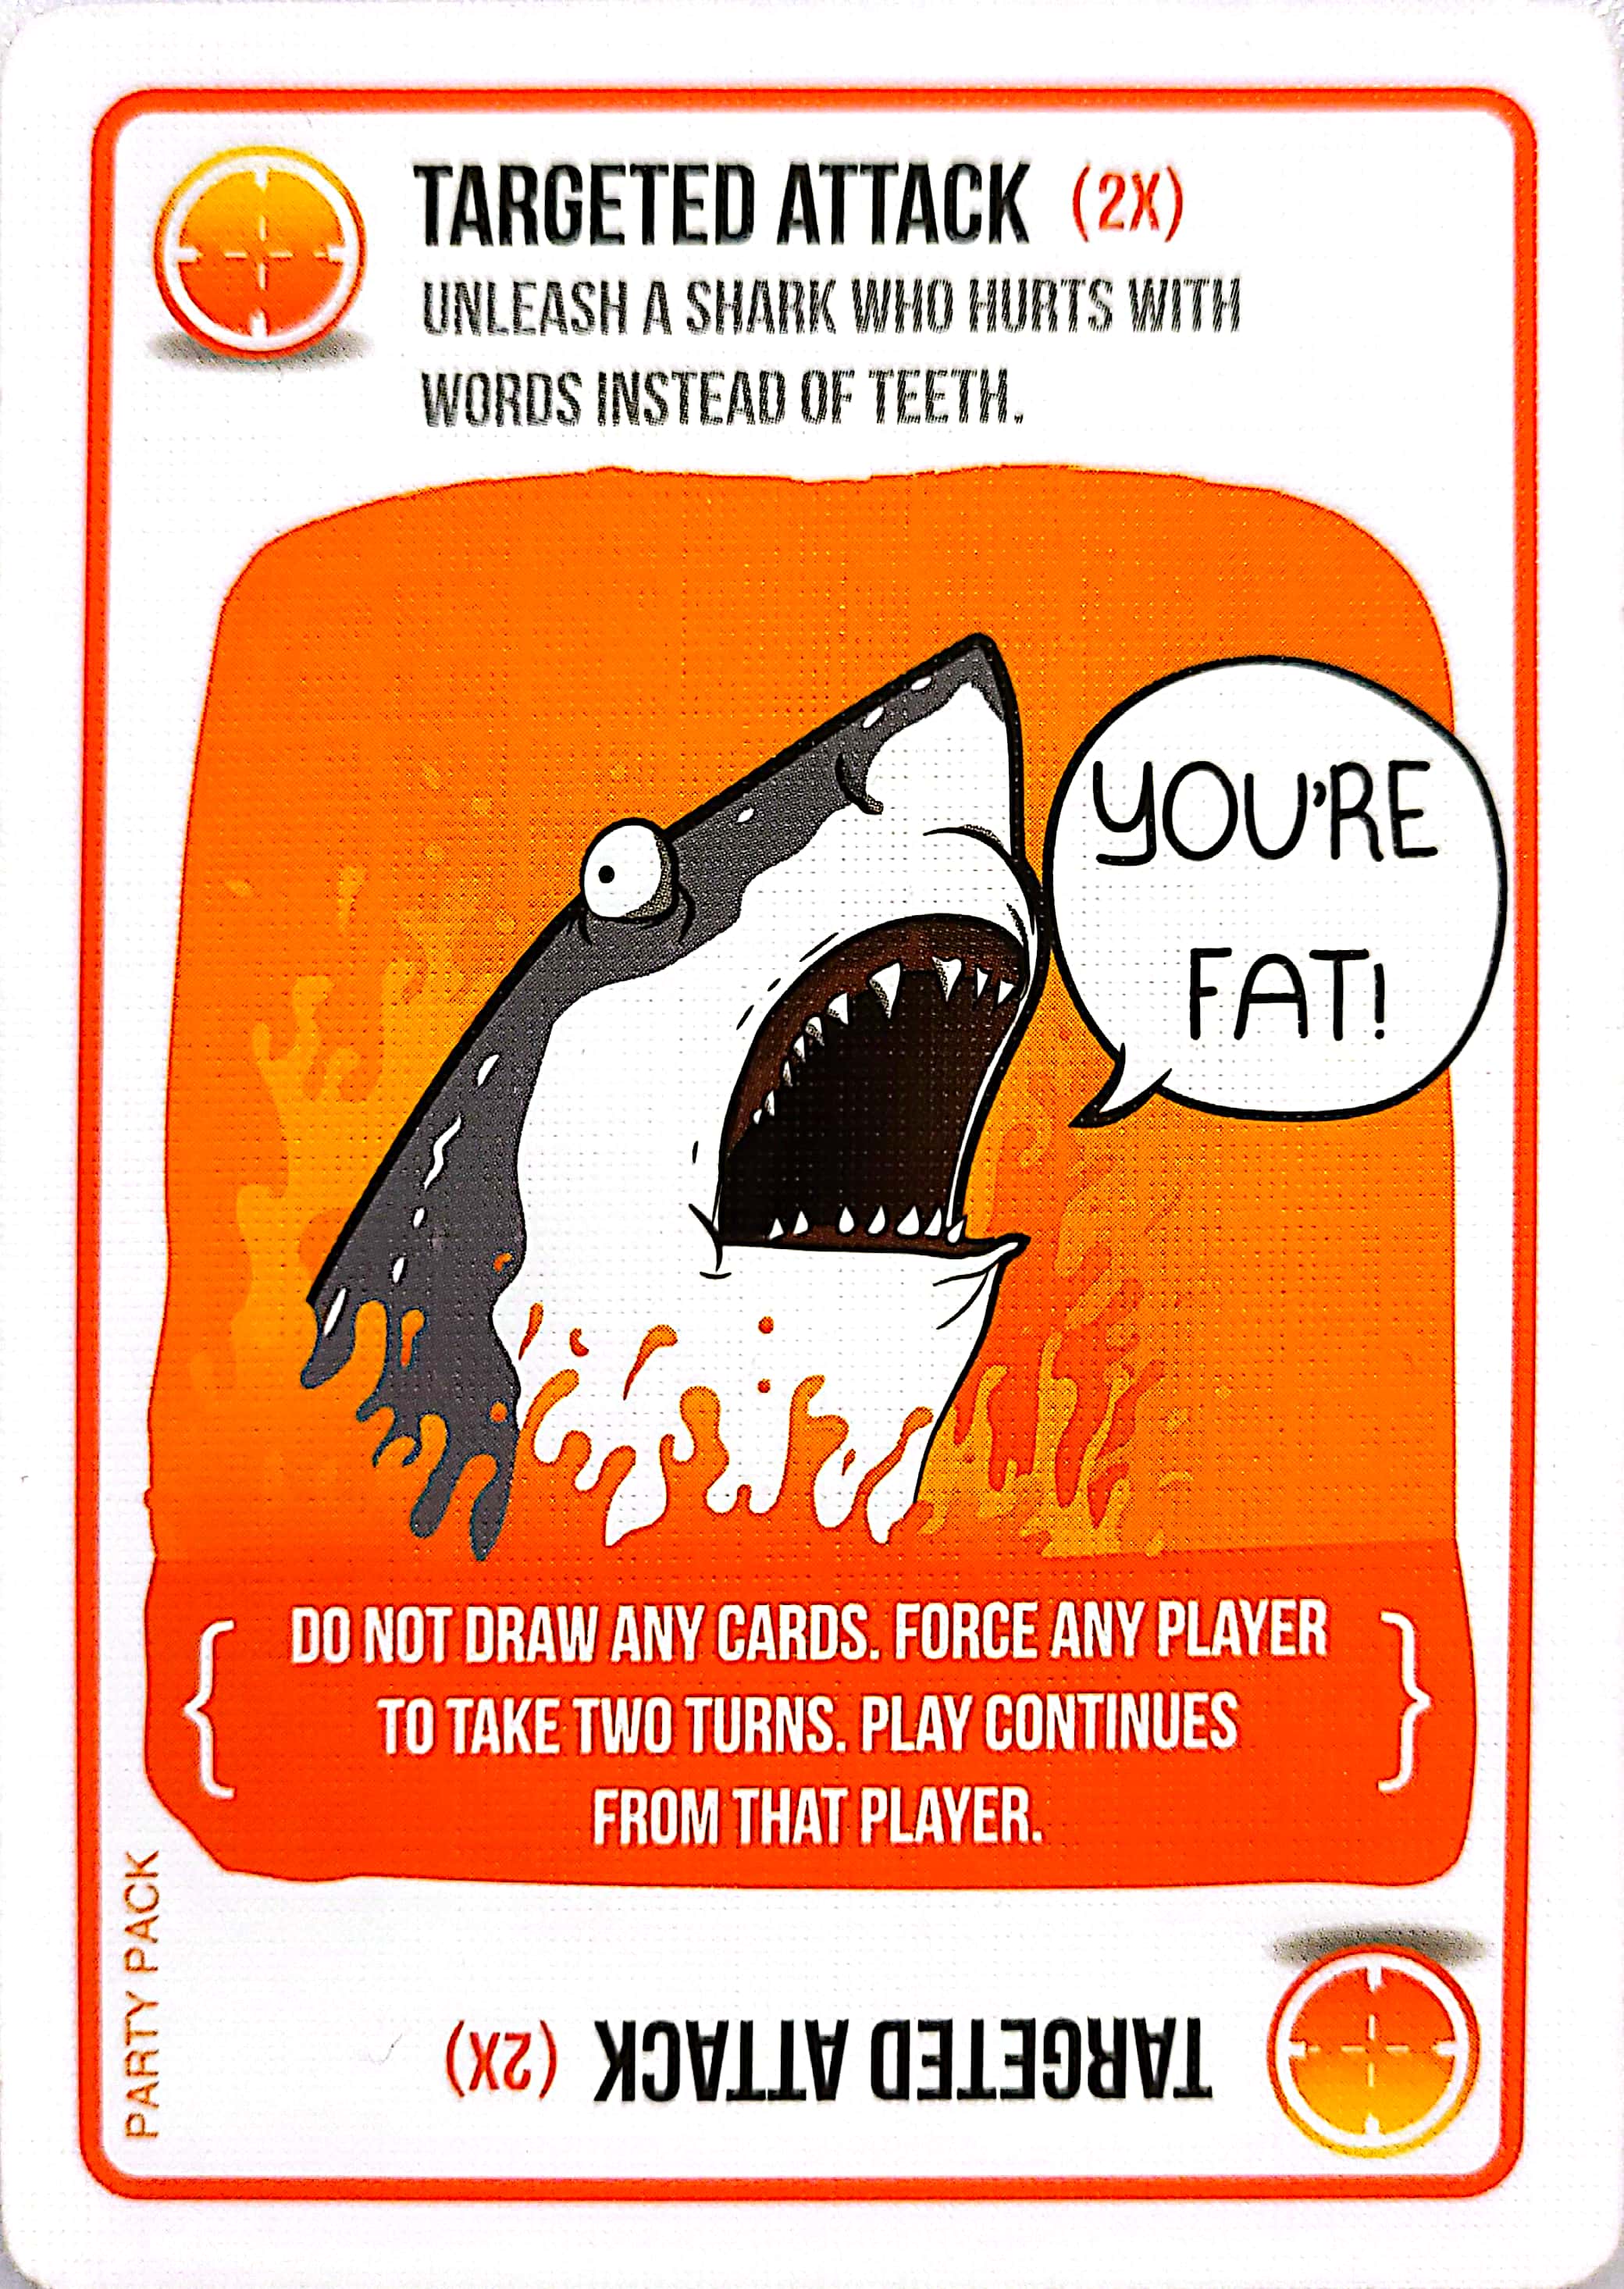 TARGETED ATTACK (2X)
UNLEASH A SHARK WHO HURTS WITH
WORDS INSTEAD OF TEETH.
YOU'RE
FAT!
DO NOT DRAW ANY CARDS. FORCE ANY PLAYER
TO TAKE TWO TURNS. PLAY CONTINUES
FROM THAT PLAYER.
PARTY PACK
TARGETED ATTACK (2X)